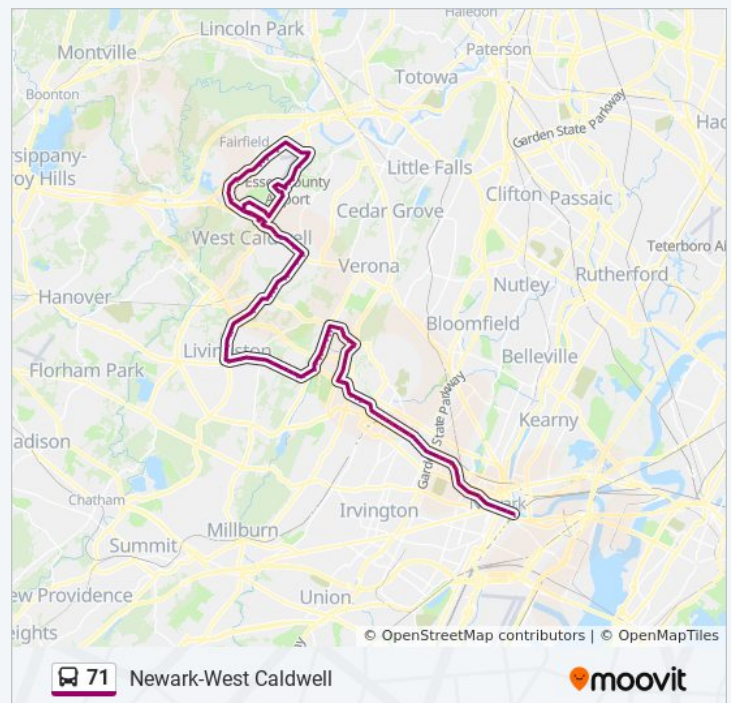 Haledon
Lincoln Park
Montville
Paterson
Totowa
Boonton
Garden State Parkway
Hac
Fairfield
rsippany-
oy Hills
Little Falls
Essex County
Airport
Clifton
Passaic
Cedar Grove
West Caldwell
Teterboro Ai
Verona
Rutherford
Nutley
Hanover
Bloomfield
Livingston
Belleville
Florham Park
Garden State Parkway
Kearny
adison
Chatham
Newark
Irvington
Millburn
Summit
ew Providence
Union
eights
© OpenStreetMap contributors | © OpenMapTiles
71 Newark-West Caldwell
moovit